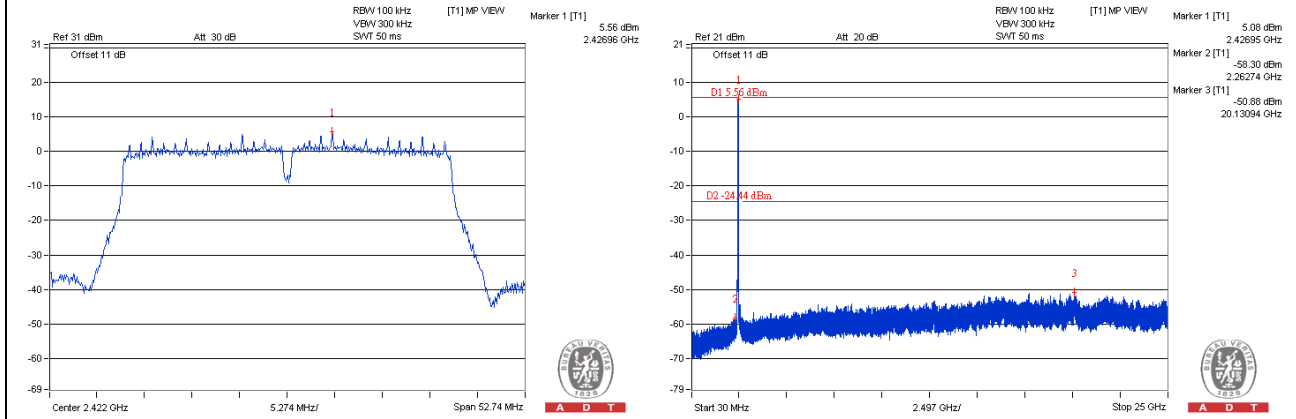 RBW 100 kHz [T1] MP VIEW
VBW 300 kHz
Ref 31 dBm Att 30 dB SWT 50 ms
Marker 1 [T1]
5.56 dBm
2.42696 GHz
31
Offset 11 dB
20
10
0
-10
-20
-30
-40
-50
-60
-69
1
Center 2.422 GHz 5.274 MHz/ Span 52.74 MHz
BUREAU VERITAS
1828
A D T
RBW 100 kHz [T1] MP VIEW
VBW 300 kHz
Ref 21 dBm Att 20 dB SWT 50 ms
Marker 1 [T1]
5.08 dBm
2.42695 GHz
Marker 2 [T1]
-58.30 dBm
2.26274 GHz
Marker 3 [T1]
-50.88 dBm
20.13094 GHz
21
Offset 11 dB
10
0
-10
-20
-30
-40
-50
-60
-70
-79
1
D1 5.56 dBm
D2 -24.44 dBm
2
3
Start 30 MHz 2.497 GHz/ Stop 25 GHz
BUREAU VERITAS
1828
A D T